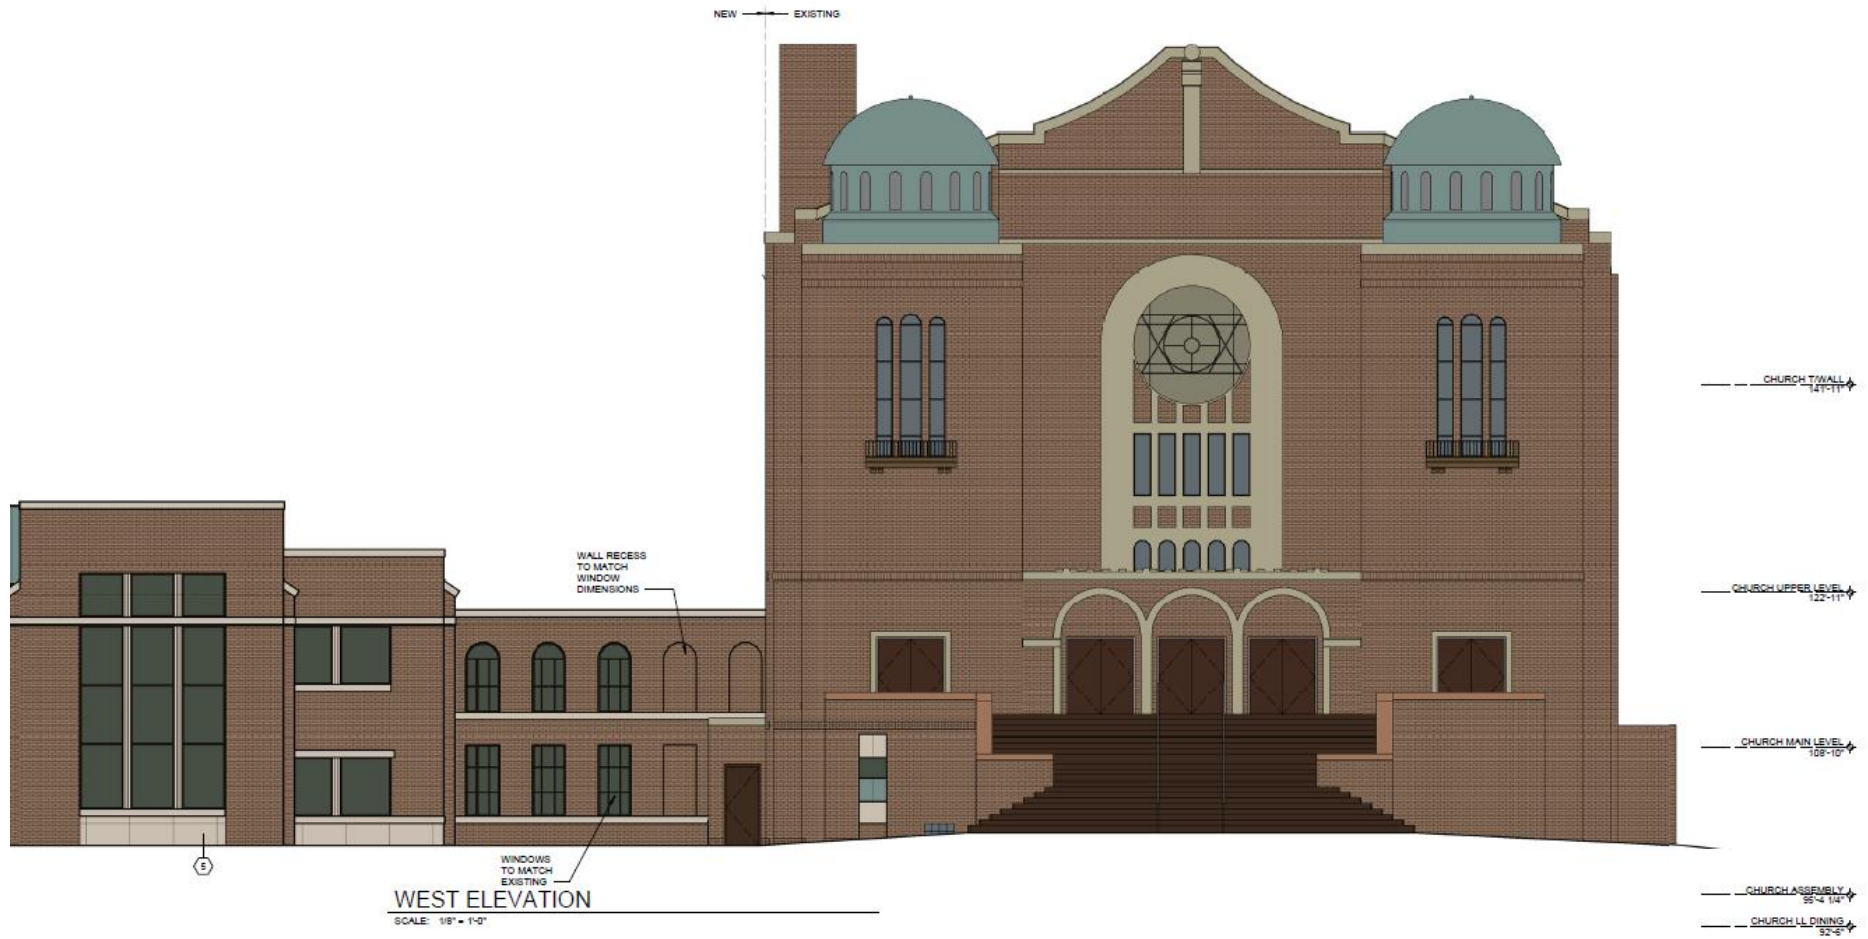 NEW EXISTING
CHURCH T/WALL
141'-11"
WALL RECESS
TO MATCH
WINDOW
DIMENSIONS
CHURCH UPPER LEVEL
122'-11"
CHURCH MAIN LEVEL
108'-10"
5
WINDOWS
TO MATCH
EXISTING
WEST ELEVATION
SCALE: 1/8" = 1'-0"
CHURCH ASSEMBLY
95'-4 1/4"
CHURCH LL DINING
92'-6"